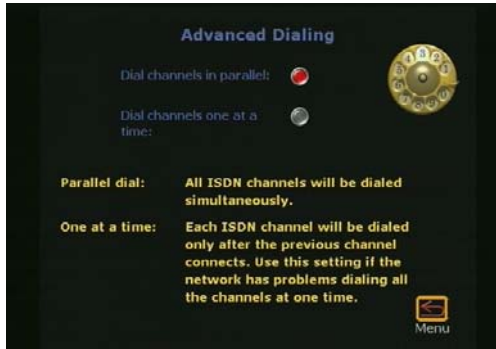 Advanced Dialing
Dial channels in parallel:
Dial channels one at a
time:
Parallel dial: All ISDN channels will be dialed
simultaneously.
One at a time: Each ISDN channel will be dialed
only after the previous channel
connects. Use this setting if the
network has problems dialing all
the channels at one time.
Menu